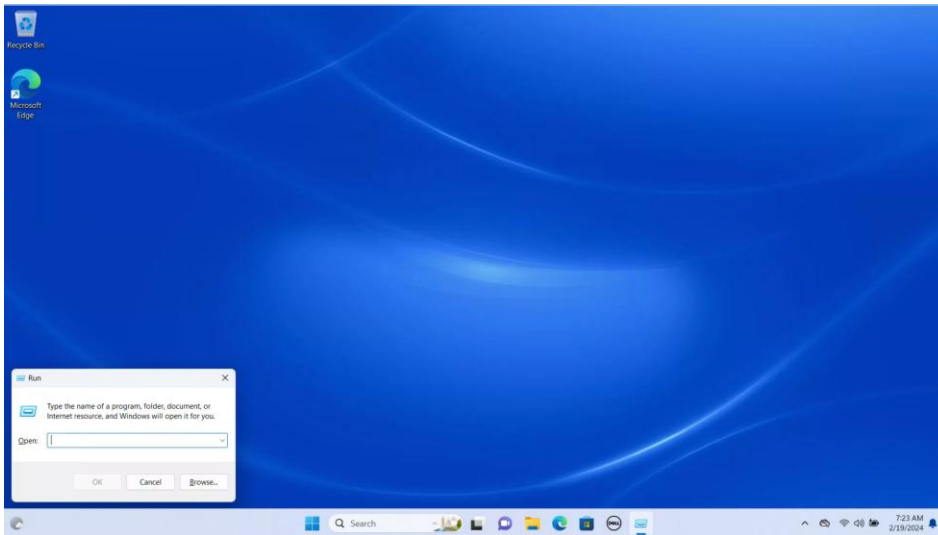 Recycle Bin
Microsoft
Edge
Run
Type the name of a program, folder, document, or
Internet resource, and Windows will open it for you.
Open:
OK
Cancel
Browse...
Search
DELL
7:23 AM
2/19/2024